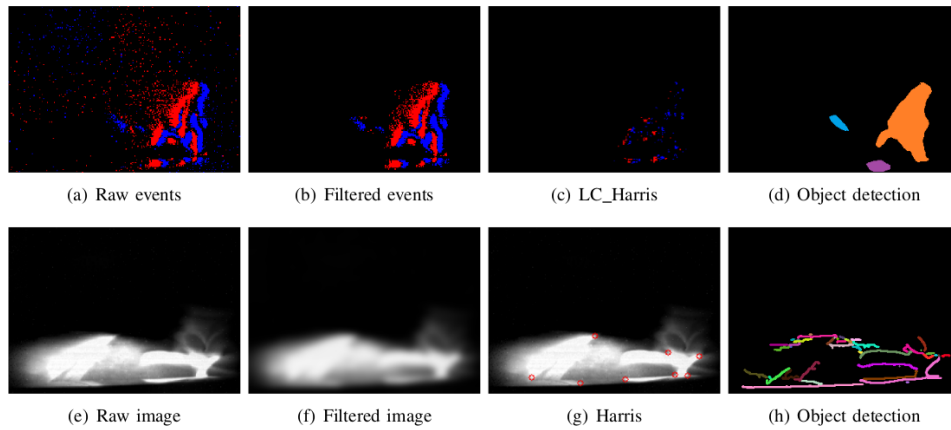 (a) Raw events
(b) Filtered events
(c) LC_Harris
(d) Object detection
(e) Raw image
(f) Filtered image
(g) Harris
(h) Object detection